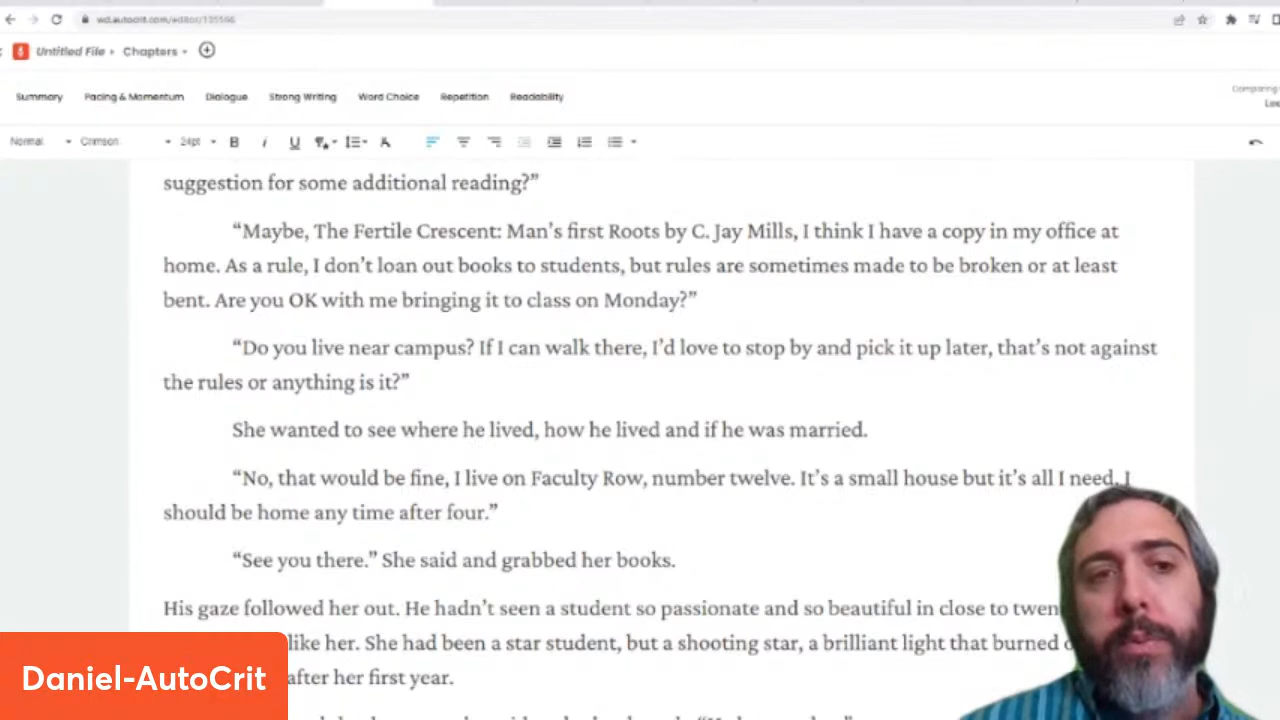 wd.autocrit.com/editor/135596
Untitled File
Chapters
Summary
Pacing & Momentum
Dialogue
Strong Writing
Word Choice
Repetition
Readability
Comparing
Normal
Crimson
24pt
B
i
U
suggestion for some additional reading?”
“Maybe, The Fertile Crescent: Man’s first Roots by C. Jay Mills, I think I have a copy in my office at
home. As a rule, I don’t loan out books to students, but rules are sometimes made to be broken or at least
bent. Are you OK with me bringing it to class on Monday?”
“Do you live near campus? If I can walk there, I’d love to stop by and pick it up later, that’s not against
the rules or anything is it?”
She wanted to see where he lived, how he lived and if he was married.
“No, that would be fine, I live on Faculty Row, number twelve. It’s a small house but it’s all I need. I
should be home any time after four.”
“See you there.” She said and grabbed her books.
His gaze followed her out. He hadn’t seen a student so passionate and so beautiful in close to
like her. She had been a star student, but a shooting star, a brilliant light that burned
after her first year.
Daniel-AutoCrit